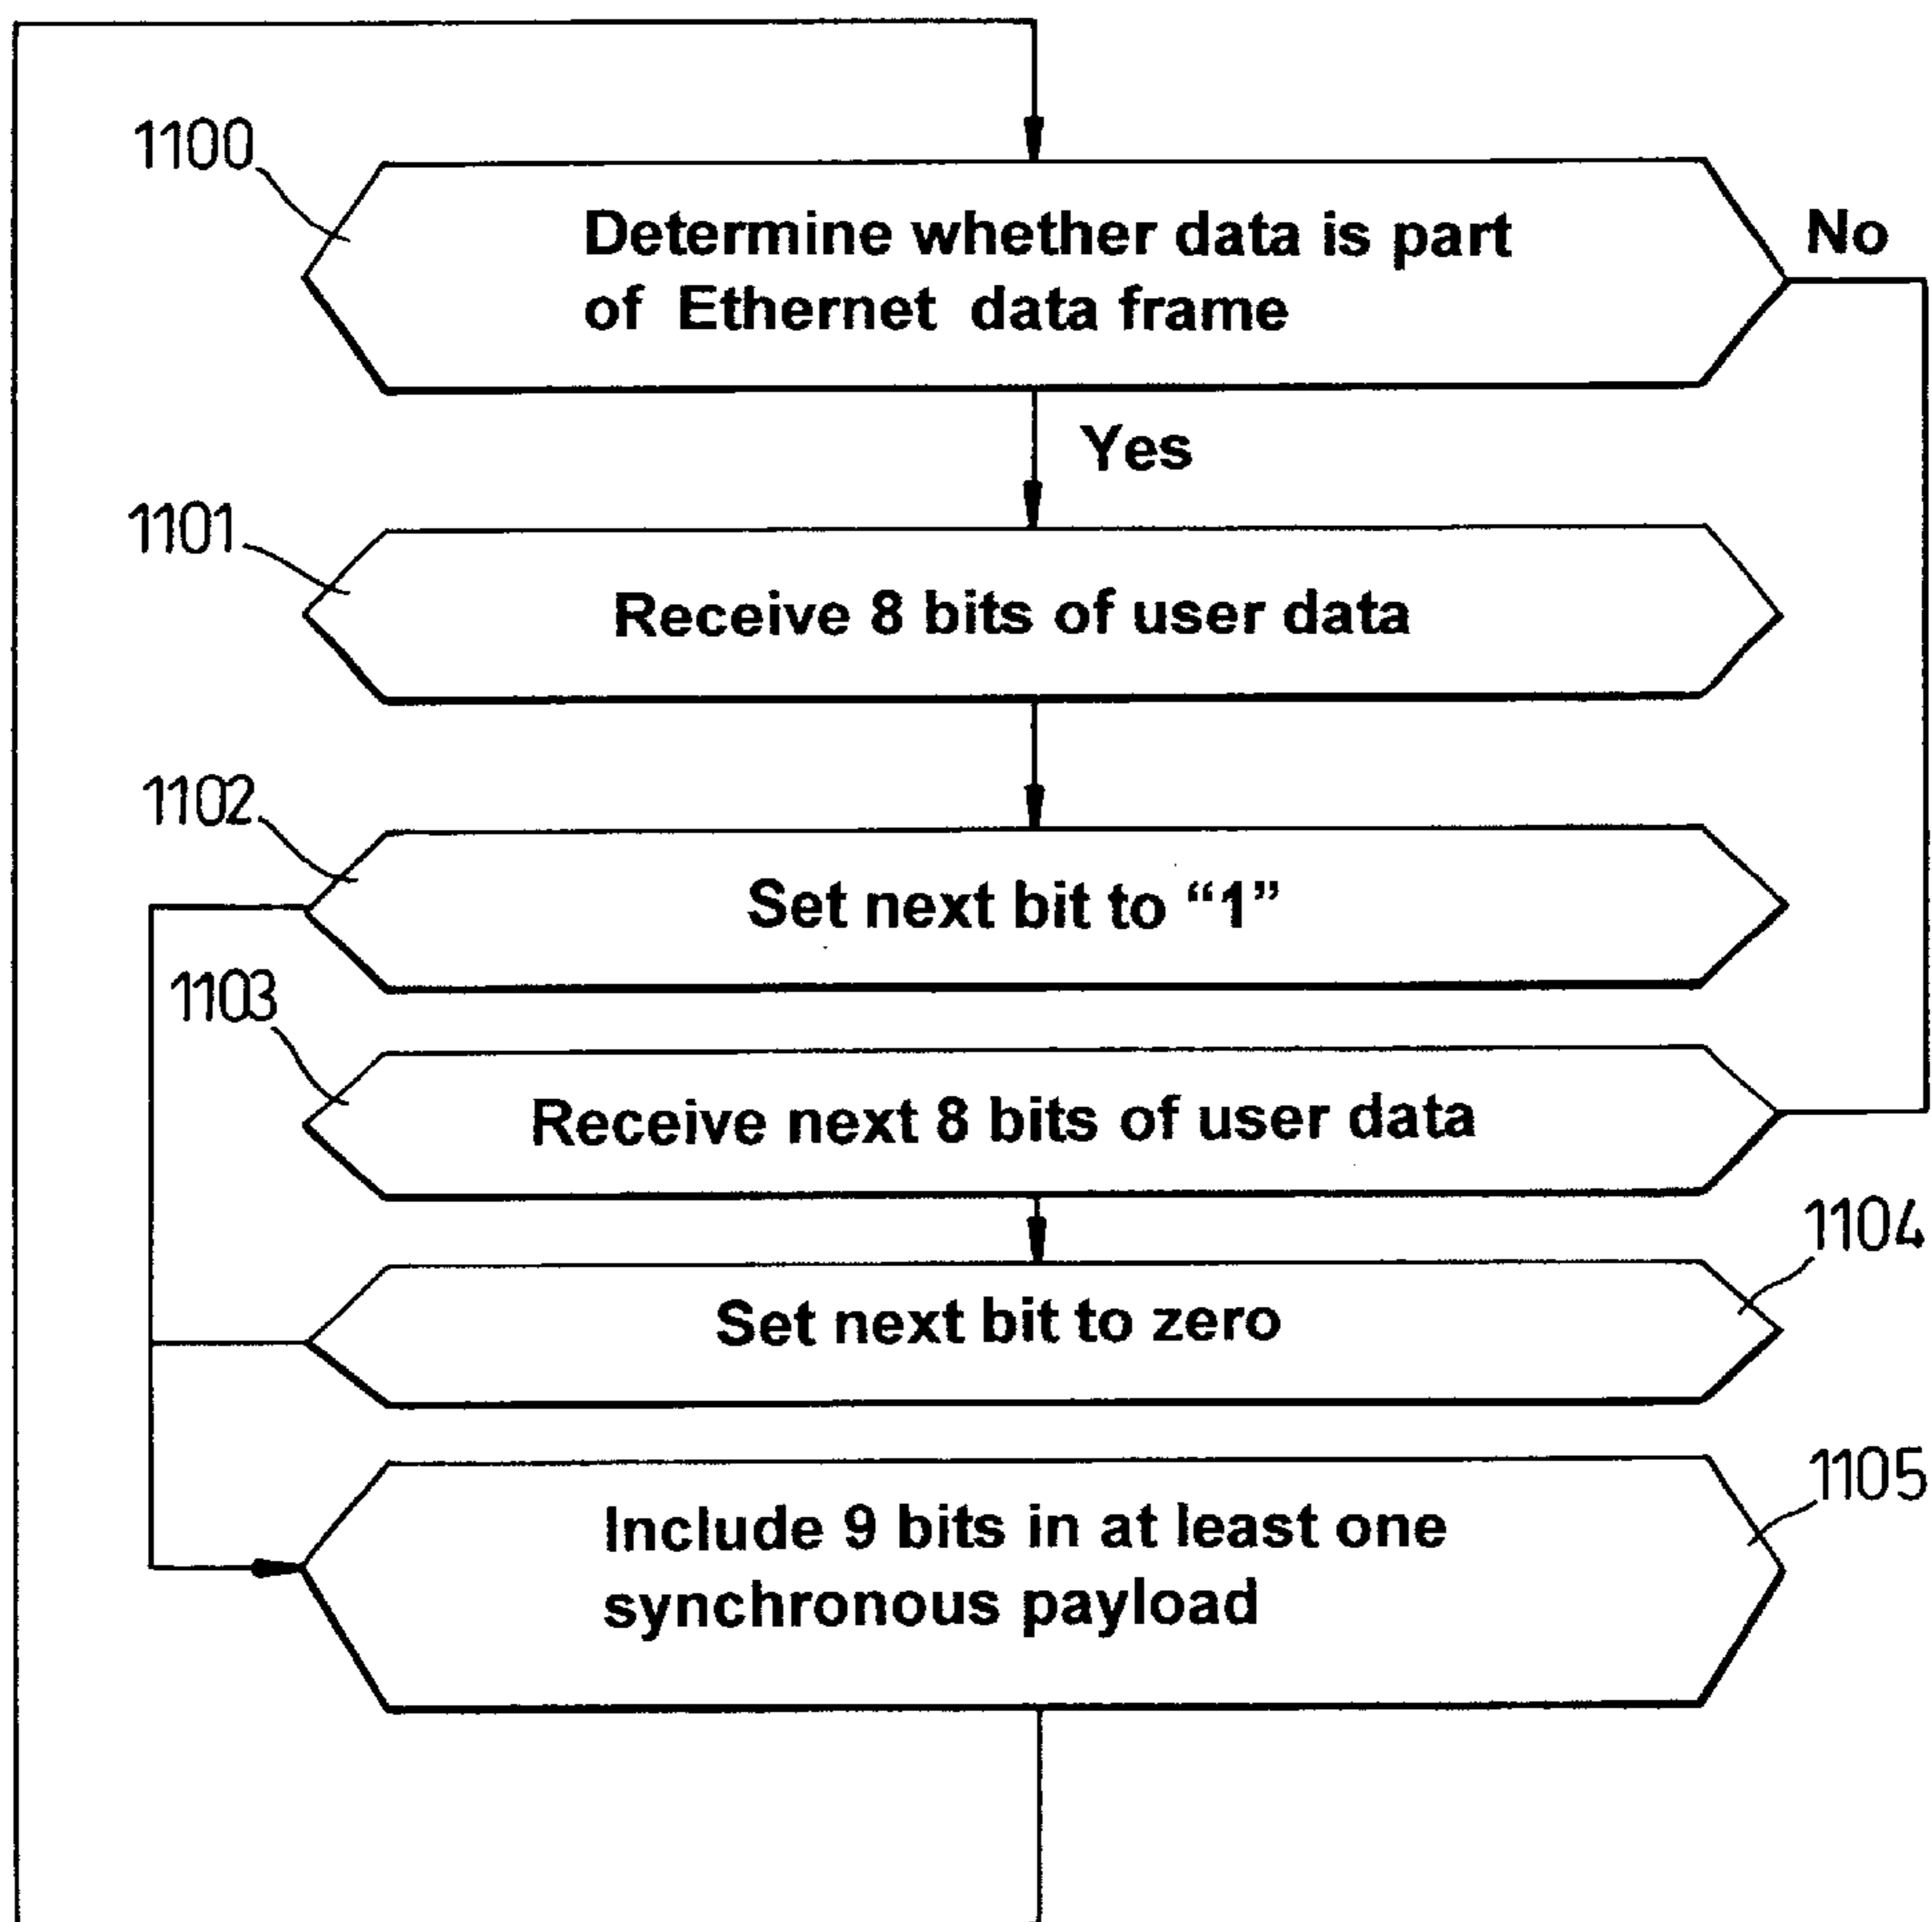 1100
Determine whether data is part
of Ethernet data frame
No
Yes
1101
Receive 8 bits of user data
1102
Set next bit to “1”
1103
Receive next 8 bits of user data
1104
Set next bit to zero
1105
Include 9 bits in at least one
synchronous payload